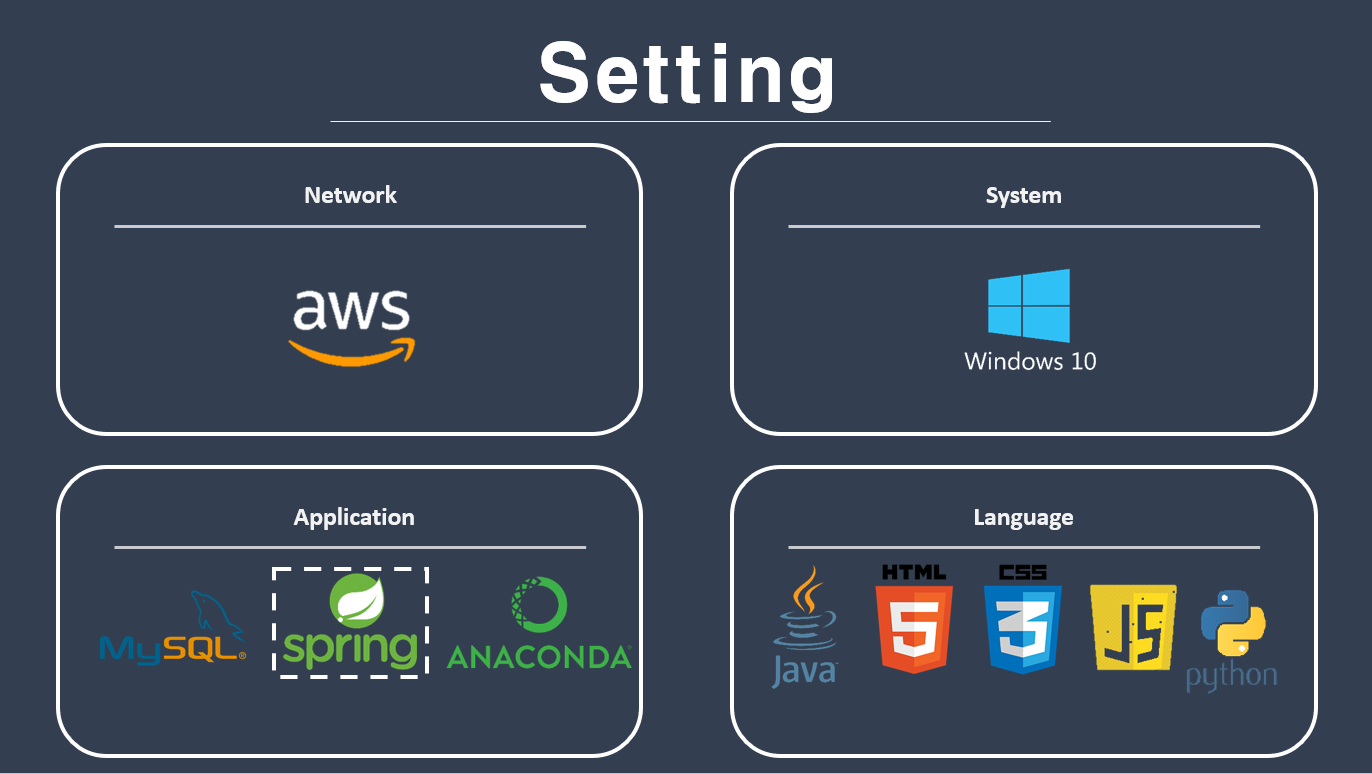 Setting
Network
System
aws
Windows 10
Application
Language
MySQL®
spring
ANACONDA
Java
HTML
5
CSS
3
JS
python